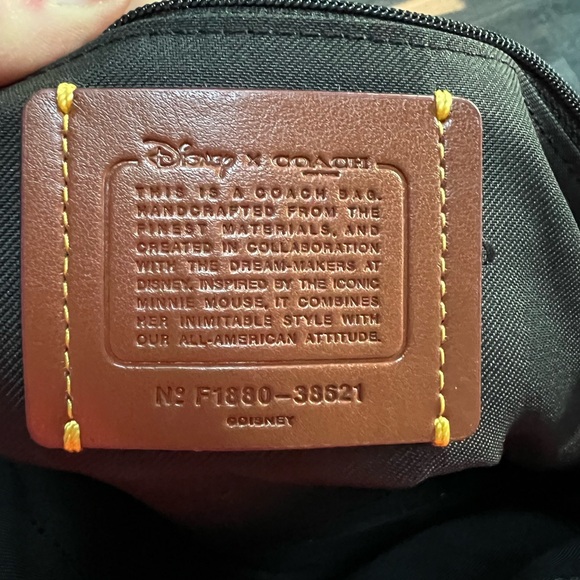 Disney x COACH
THIS IS A COACH BAG.
HANDCRAFTED FROM THE
FINEST MATERIALS, AND
CREATED IN COLLABORATION
WITH THE DREAM-MAKERS AT
DISNEY. INSPIRED BY THE ICONIC
MINNIE MOUSE, IT COMBINES
HER INIMITABLE STYLE WITH
OUR ALL-AMERICAN ATTITUDE.
Nº F1880-38621
©DISNEY